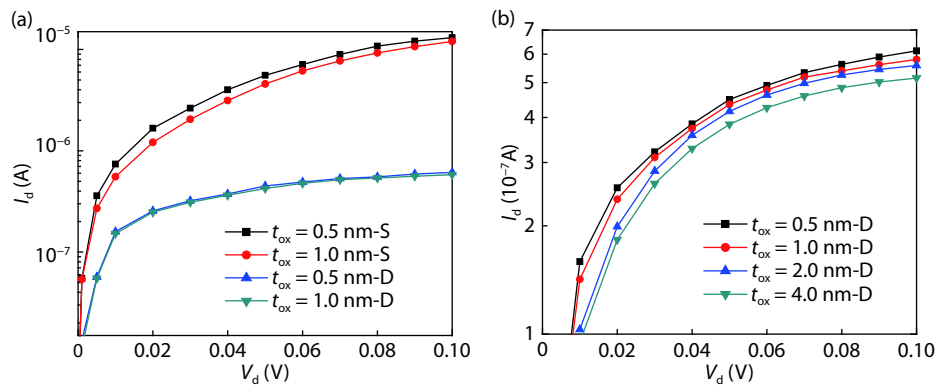 (a)
10⁻⁵
10⁻⁶
10⁻⁷
I_d (A)
t_ox = 0.5 nm-S
t_ox = 1.0 nm-S
t_ox = 0.5 nm-D
t_ox = 1.0 nm-D
0 0.02 0.04 0.06 0.08 0.10
V_d (V)
(b)
7
6
5
4
3
2
1
I_d (10⁻⁷A)
t_ox = 0.5 nm-D
t_ox = 1.0 nm-D
t_ox = 2.0 nm-D
t_ox = 4.0 nm-D
0 0.02 0.04 0.06 0.08 0.10
V_d (V)